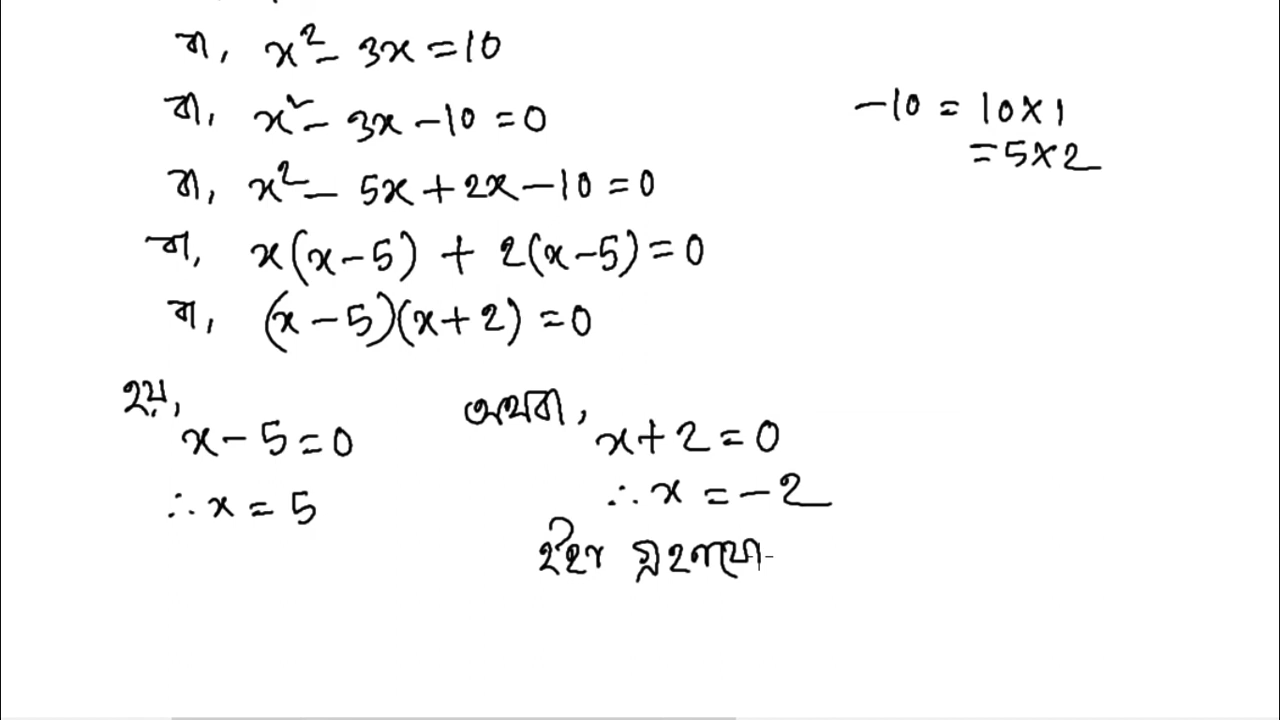 বা, x² - 3x = 10
বা, x² - 3x - 10 = 0
-10 = 10 × 1
= 5 × 2
বা, x² - 5x + 2x - 10 = 0
বা, x(x-5) + 2(x-5) = 0
বা, (x - 5)(x + 2) = 0
হয়, অথবা,
x - 5 = 0 x + 2 = 0
∴ x = 5 ∴ x = -2
গ্রহনযো